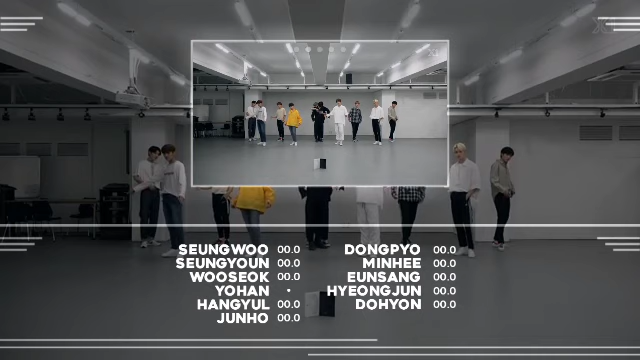 SEUNGWOO 00.0
SEUNGYOUN 00.0
WOOSEOK 00.0
YOHAN •
HANGYUL 00.0
JUNHO 00.0
DONGPYO 00.0
MINHEE 00.0
EUNSANG 00.0
HYEONGJUN 00.0
DOHYON 00.0